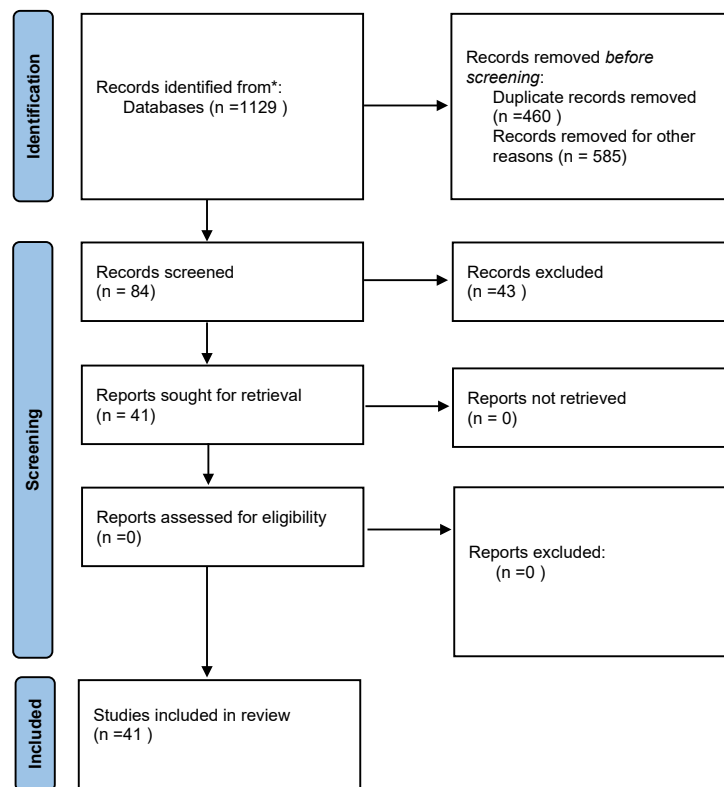 Identification
Records identified from*:
Databases (n =1129 )
Records removed before
screening:
Duplicate records removed
(n =460 )
Records removed for other
reasons (n = 585)
Screening
Records screened
(n = 84)
Records excluded
(n =43 )
Reports sought for retrieval
(n = 41)
Reports not retrieved
(n = 0)
Reports assessed for eligibility
(n =0)
Reports excluded:
(n =0 )
Included
Studies included in review
(n =41 )